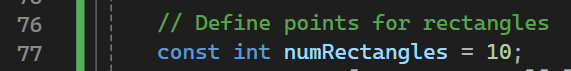 76 // Define points for rectangles
77 const int numRectangles = 10;